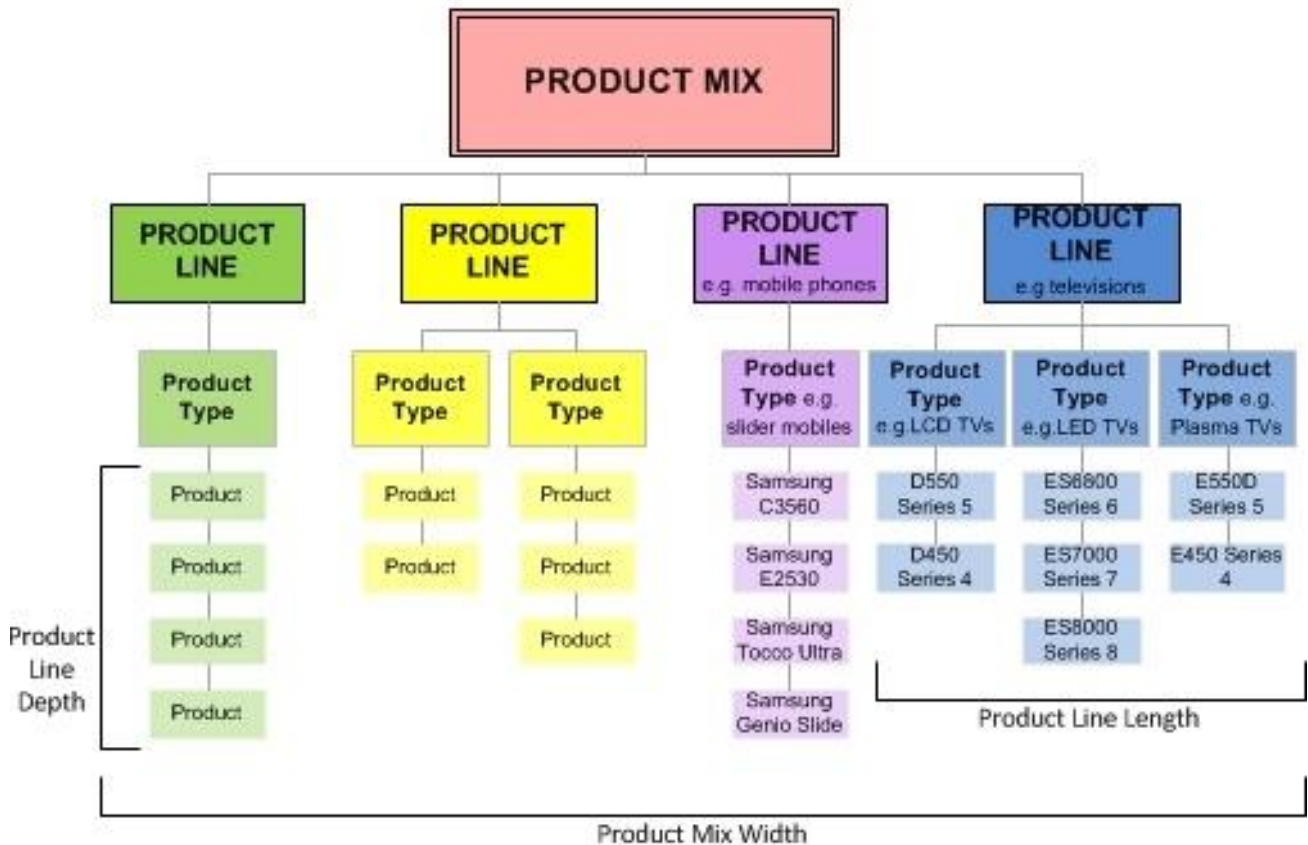 PRODUCT MIX
PRODUCT
LINE
PRODUCT
LINE
PRODUCT
LINE
e.g. mobile phones
PRODUCT
LINE
e.g televisions
Product
Type
Product
Type
Product
Type
Product
Type e.g.
slider mobiles
Product
Type
e.g.LCD TVs
Product
Type
e.g.LED TVs
Product
Type e.g.
Plasma TVs
Product
Product
Product
Product
Product
Product
Product
Product
Product
Samsung
C3560
Samsung
E2530
Samsung
Tocco Ultra
Samsung
Genio Slide
D550
Series 5
D450
Series 4
ES6800
Series 6
ES7000
Series 7
ES8000
Series 8
E550D
Series 5
E450 Series
4
Product
Line
Depth
Product Line Length
Product Mix Width